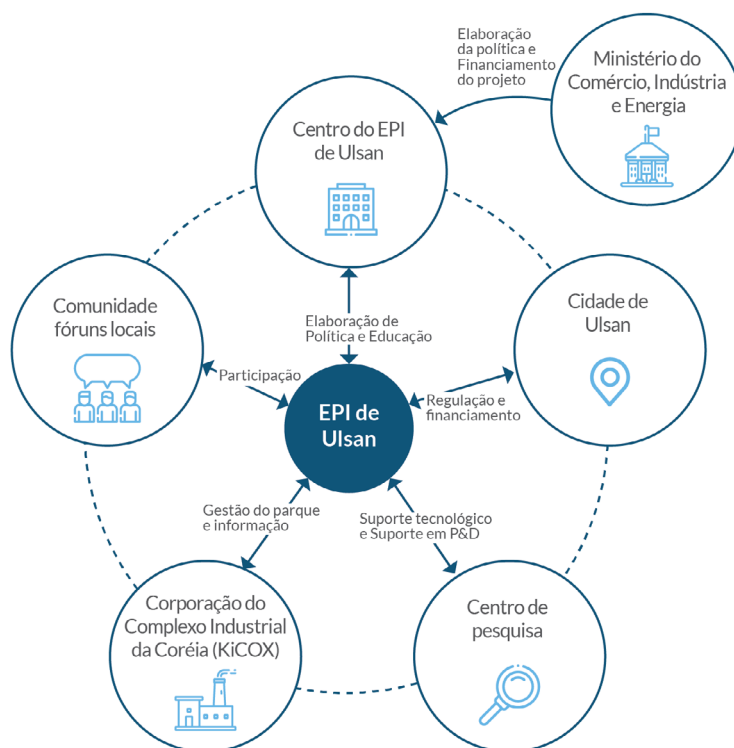 Elaboração
da política e
Financiamento
do projeto
Ministério do
Comércio, Indústria
e Energia
Centro do EPI
de Ulsan
Comunidade
fóruns locais
Elaboração de
Política e Educação
Cidade de
Ulsan
Participação
EPI de
Ulsan
Regulação e
financiamento
Gestão do parque
e informação
Suporte tecnológico
e Suporte em P&D
Corporação do
Complexo Industrial
da Coréia (KiCOX)
Centro de
pesquisa